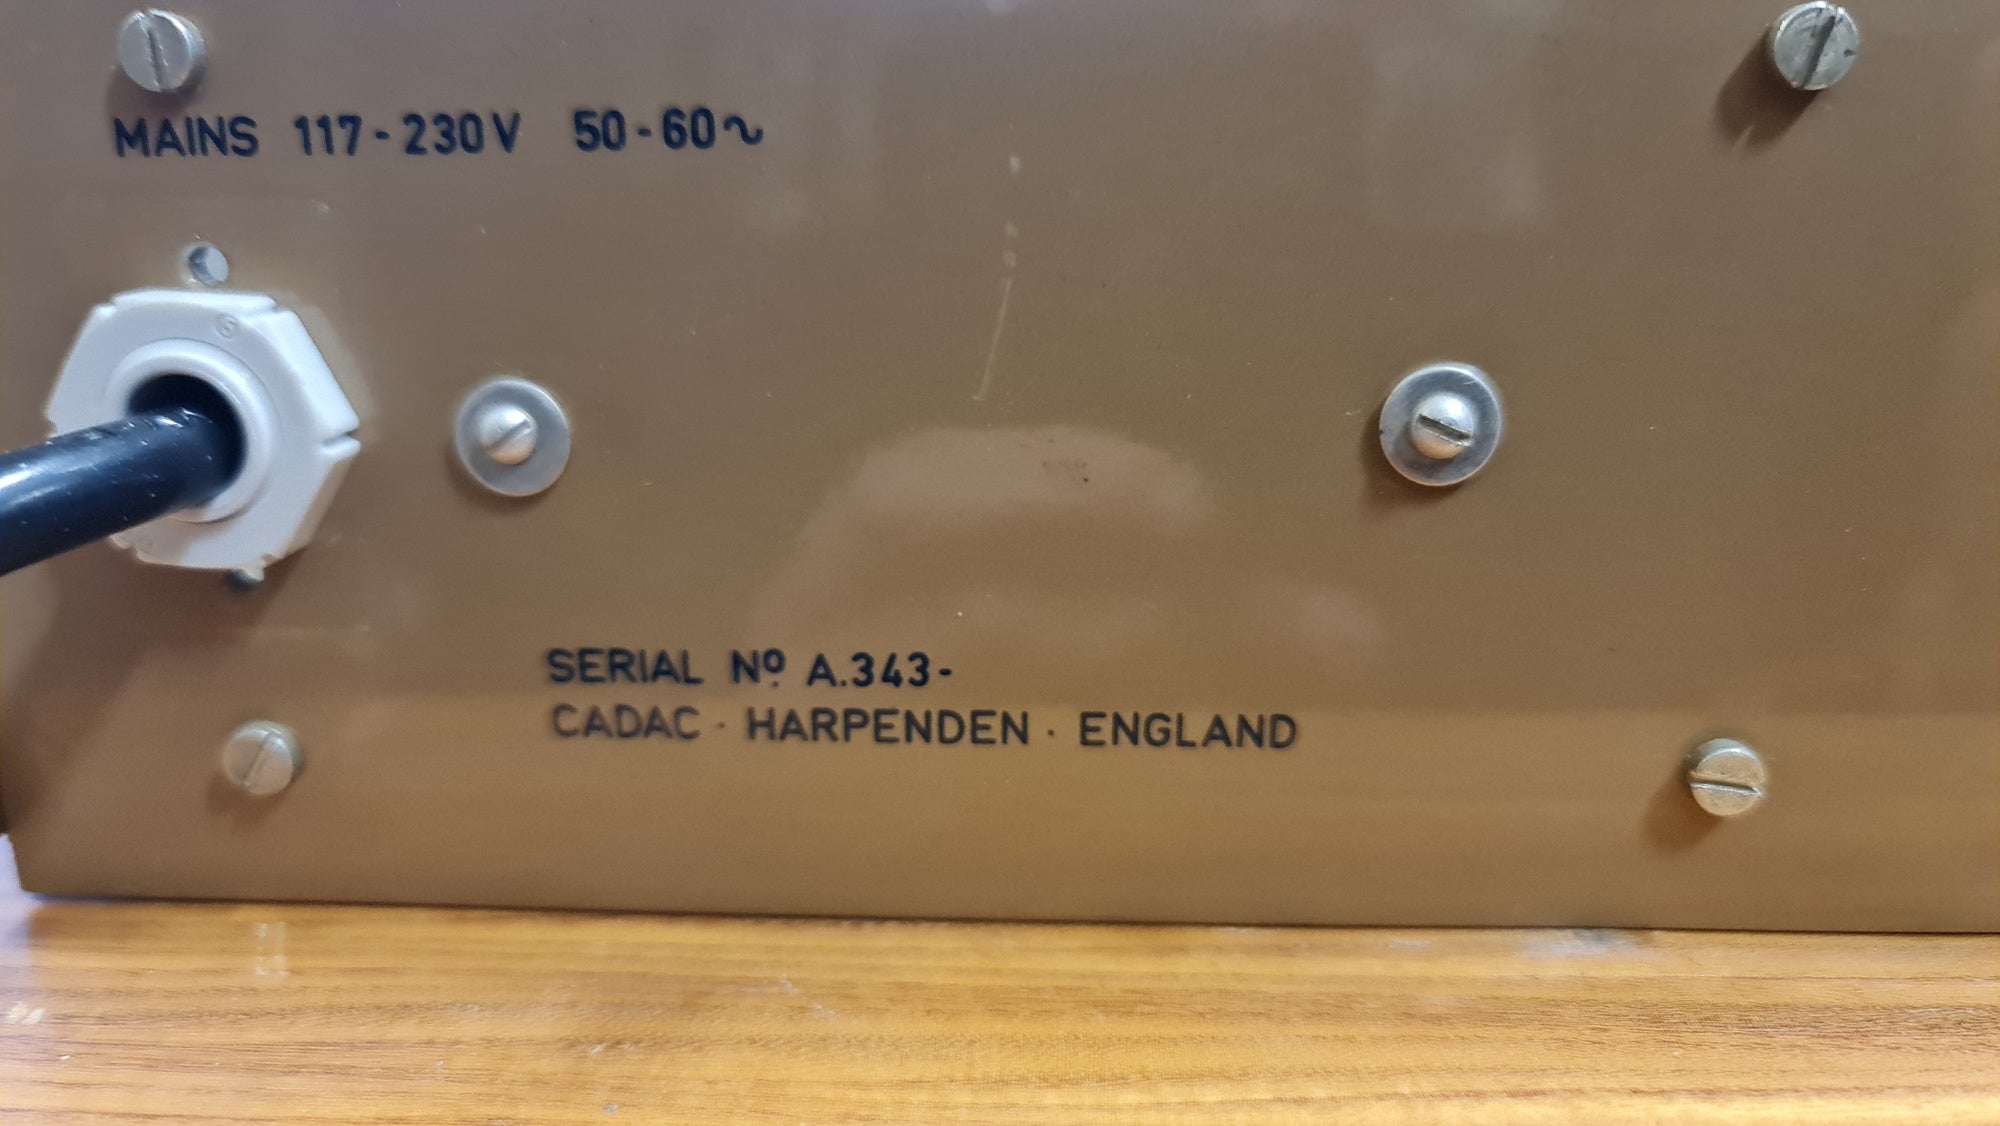 MAINS 117-230V 50-60~
SERIAL Nº A.343-
CADAC · HARPENDEN · ENGLAND